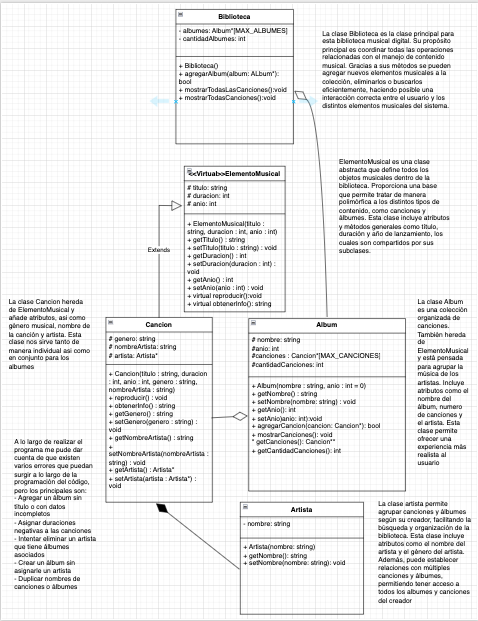 Biblioteca
- albumes: Album*[MAX_ALBUMES]
- cantidadAlbumes: int
+ Biblioteca()
+ agregarAlbum(album: ALbum*):
bool
+ mostrarTodasLasCanciones():void
+ mostrarTodasCanciones():void
La clase Biblioteca es la clase principal para
esta biblioteca musical digital. Su propósito
principal es coordinar todas las operaciones
relacionadas con el manejo de contenido
musical. Gracias a sus métodos se pueden
agregar nuevos elementos musicales a la
colección, eliminarlos o buscarlos
eficientemente, haciendo posible una
interacción correcta entre el usuario y los
distintos elementos musicales del sistema.
<<Virtual>>ElementoMusical
# titulo: string
# duracion: int
# anio: int
+ ElementoMusical(titulo :
string, duracion : int, anio : int)
+ getTitulo() : string
+ setTitulo(titulo : string) : void
+ getDuracion() : int
+ setDuracion(duracion : int) :
void
+ getAnio() : int
+ setAnio(anio : int) : void
+ virtual reproducir():void
+ virtual obtenerInfo(): string
ElementoMusical es una clase
abstracta que define todos los
objetos musicales dentro de la
biblioteca. Proporciona una base
que permite tratar de manera
polimórfica a los distintos tipos de
contenido, como canciones y
álbumes. Esta clase incluye atributos
y métodos generales como título,
duración y año de lanzamiento, los
cuales son compartidos por sus
subclases.
Extends
La clase Cancion hereda
de ElementoMusical y
añade atributos, así como
género musical, nombre de
la canción y artista. Esta
clase nos sirve tanto de
manera individual asi como
en conjunto para los
albumes
Cancion
# genero: string
# nombreArtista: string
# artista: Artista*
+ Cancion(titulo : string, duracion
: int, anio : int, genero : string,
nombreArtista : string)
+ reproducir() : void
+ obtenerInfo() : string
+ getGenero() : string
+ setGenero(genero : string) :
void
+ getNombreArtista() : string
+
setNombreArtista(nombreArtista
: string) : void
+ getArtista() : Artista*
+ setArtista(artista : Artista*) :
void
Album
# nombre: string
#anio: int
#canciones : Cancion*[MAX_CANCIONES]
#cantidadCanciones: int
+ Album(nombre : string, anio : int = 0)
+ getNombre() : string
+ setNombre(nombre: string) : void
+ getAnio(): int
+ setAnio(anio: int):void
+ agregarCancion(cancion: Cancion*): bool
+ mostrarCanciones() : void
* getCanciones(): Cancion**
+ getCantidadCanciones(): int
La clase Album
es una colección
organizada de
canciones.
También hereda
de
ElementoMusical
y está pensada
para agrupar la
música de los
artistas. Incluye
atributos como el
nombre del
álbum, numero
de canciones y
el artista. Esta
clase permite
ofrecer una
experiencia más
realista al
usuario
A lo largo de realizar el
programa me pude dar
cuenta de que existen
varios errores que puedan
surgir a lo largo de la
programación del código,
pero los principales son:
- Agregar un álbum sin
título o con datos
incompletos
- Asignar duraciones
negativas a las canciones
- Intentar eliminar un artista
que tiene álbumes
asociados
- Crear un álbum sin
asignarle un artista
- Duplicar nombres de
canciones o álbumes
Artista
- nombre: string
+ Artista(nombre: string)
+ getNombre(): string
+ setNombre(nombre: string): void
La clase Artista permite
agrupar canciones y álbumes
según su creador, facilitando la
búsqueda y organización de la
biblioteca. Esta clase incluye
atributos como el nombre del
artista y el género del artista.
Además, puede establecer
relaciones con múltiples
canciones y álbumes,
permitiendo tener acceso a
todos los albumes y canciones
del creador